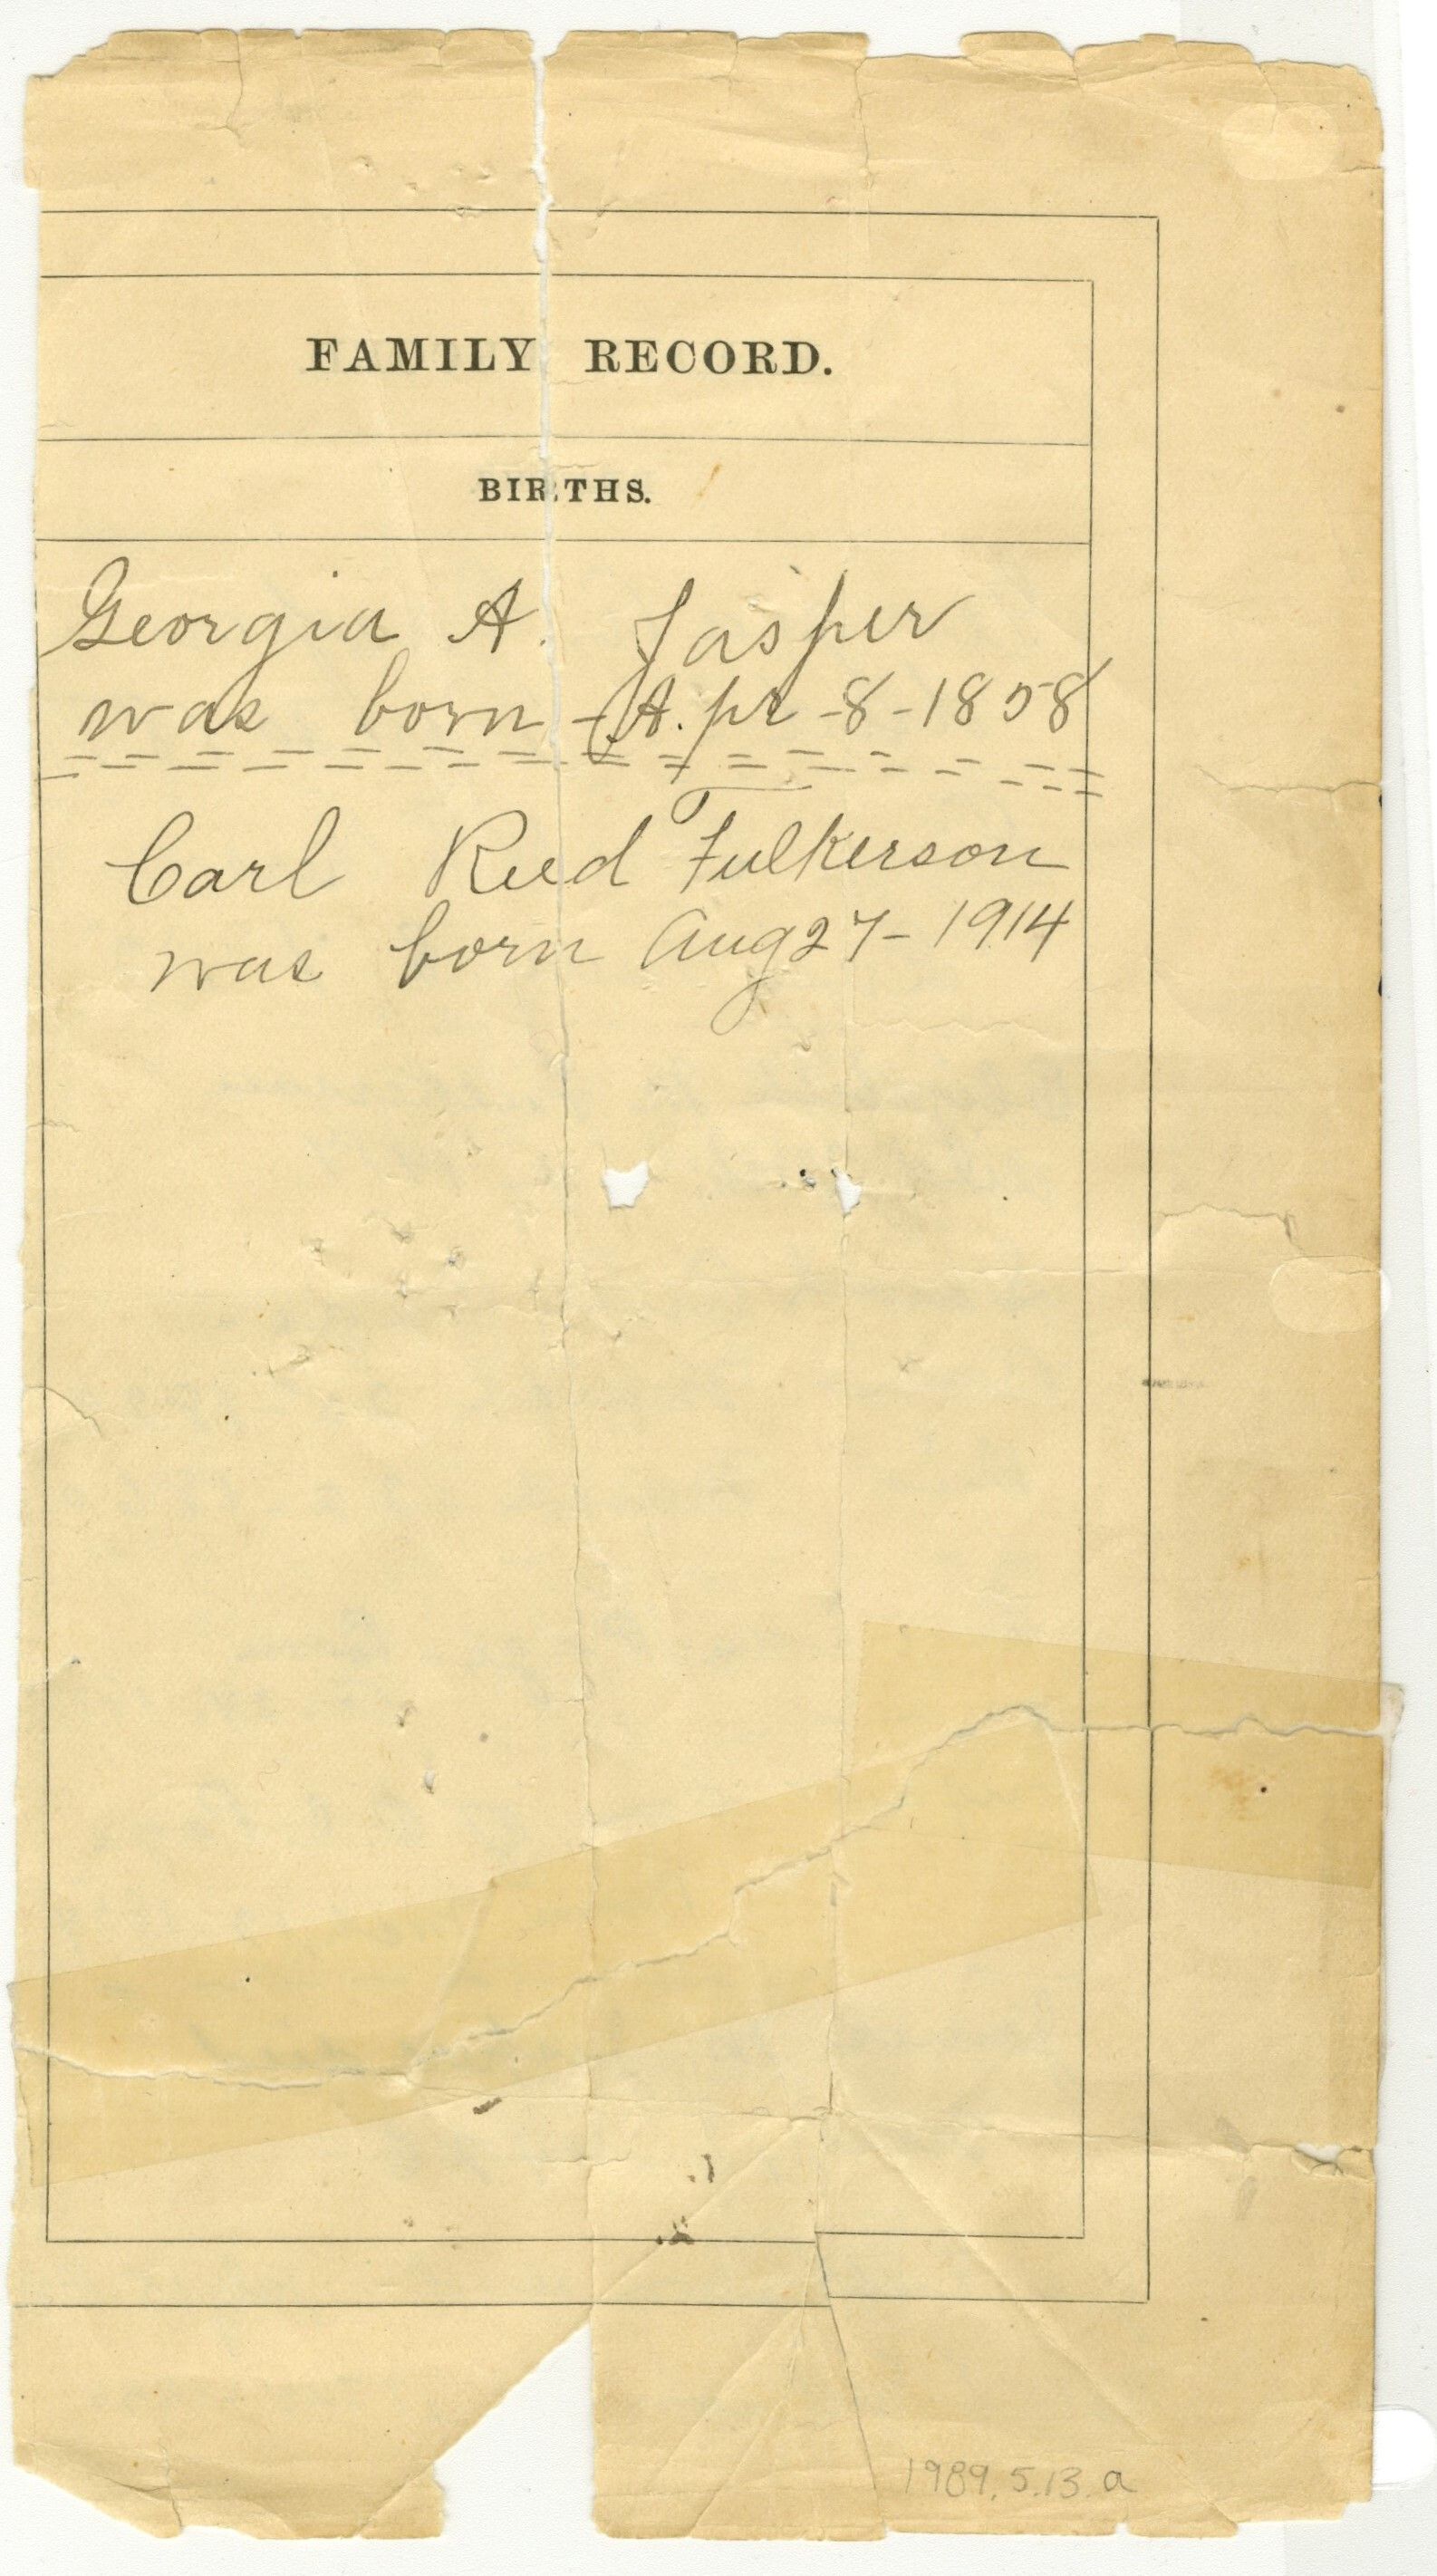 FAMILY RECORD.
BIRTHS.
Georgia A. Jasper
was born - Apr - 8 - 1858
Carl Reed Fulkerson
was born Aug 27 - 1914
1989.5.13.a